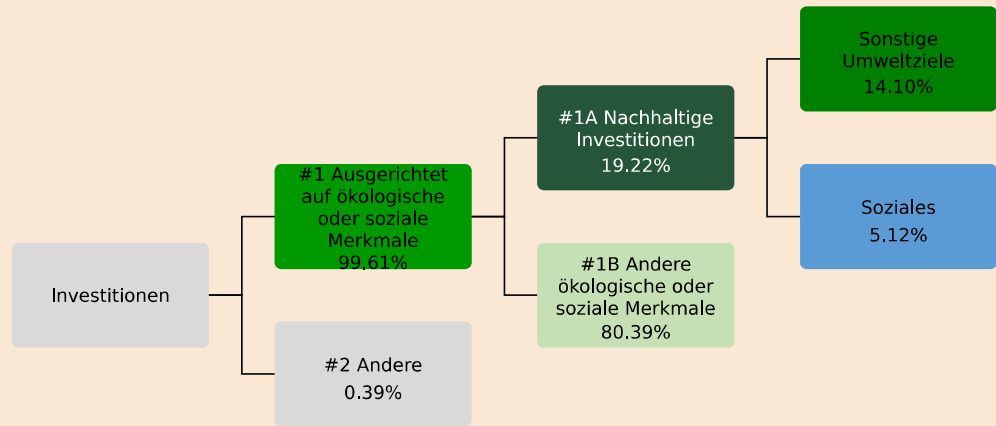 Investitionen
#1 Ausgerichtet
auf ökologische
oder soziale
Merkmale
99.61%
#2 Andere
0.39%
#1A Nachhaltige
Investitionen
19.22%
#1B Andere
ökologische oder
soziale Merkmale
80.39%
Sonstige
Umweltziele
14.10%
Soziales
5.12%